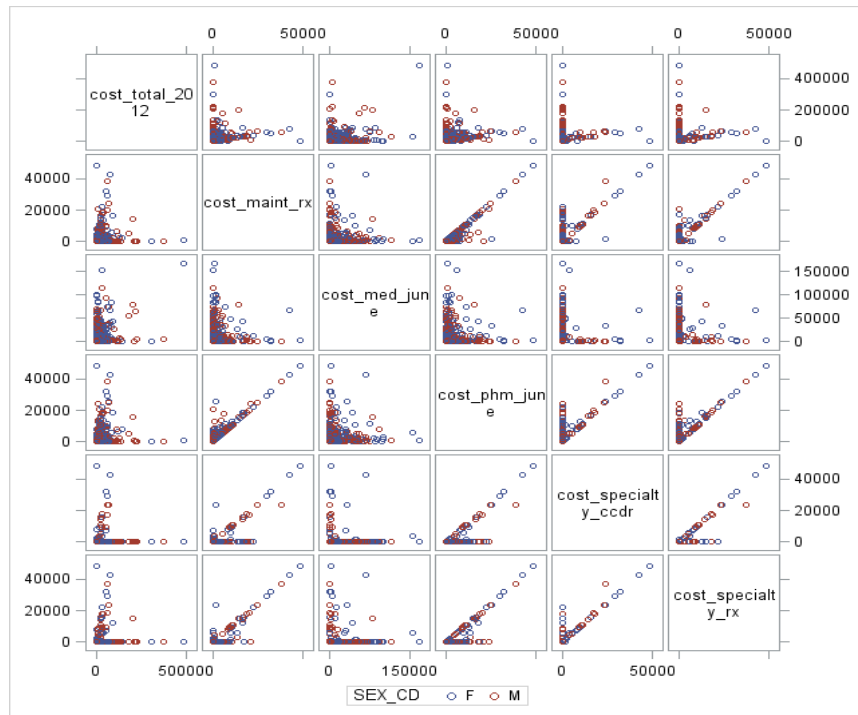 0 50000 0 50000 0 50000
cost_total_20
12
400000
200000
0
40000
20000
0
cost_maint_rx
cost_med_jun
e
150000
100000
50000
0
40000
20000
0
cost_phm_jun
e
cost_specialt
y_ccdr
40000
20000
0
40000
20000
0
cost_specialt
y_rx
0 500000 0 150000 0 50000
SEX_CD F M